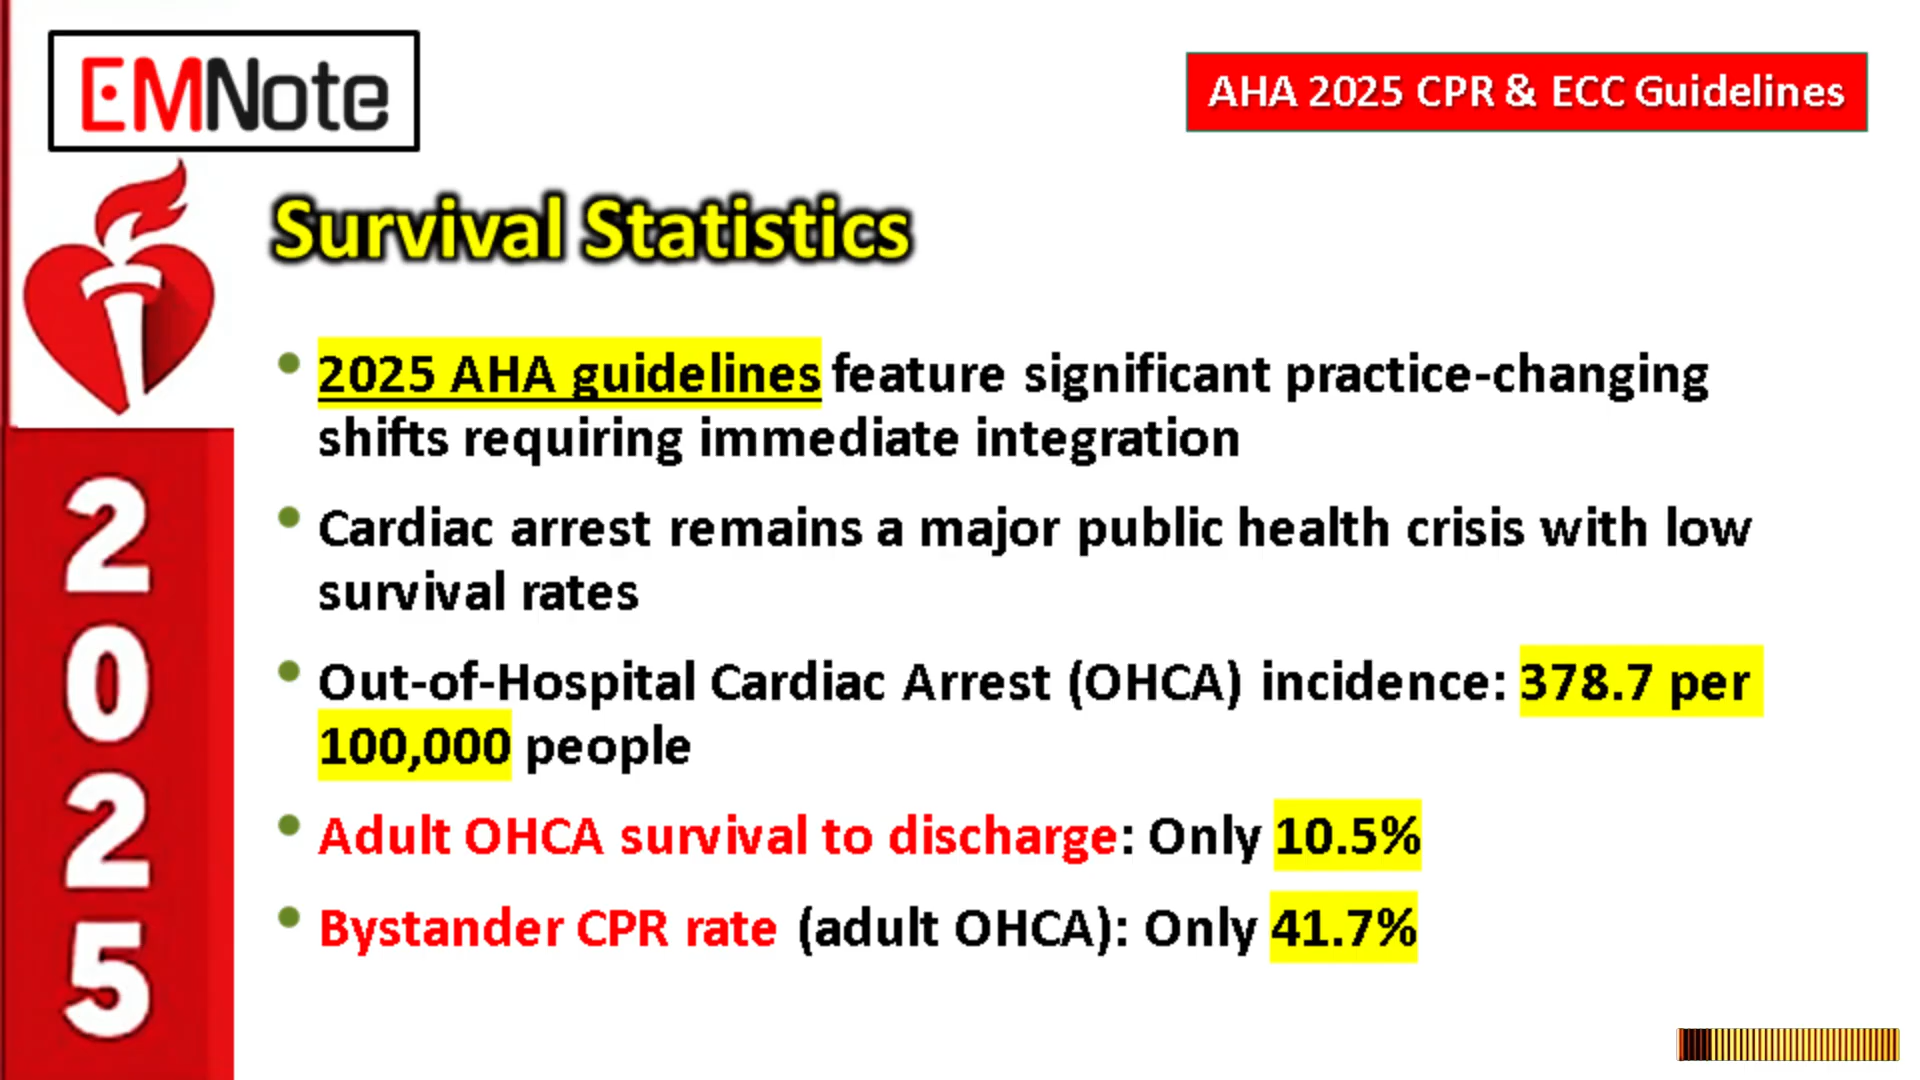 EMNote
AHA 2025 CPR & ECC Guidelines
Survival Statistics
• 2025 AHA guidelines feature significant practice-changing
shifts requiring immediate integration
• Cardiac arrest remains a major public health crisis with low
survival rates
• Out-of-Hospital Cardiac Arrest (OHCA) incidence: 378.7 per
100,000 people
• Adult OHCA survival to discharge: Only 10.5%
• Bystander CPR rate (adult OHCA): Only 41.7%
2
0
2
5